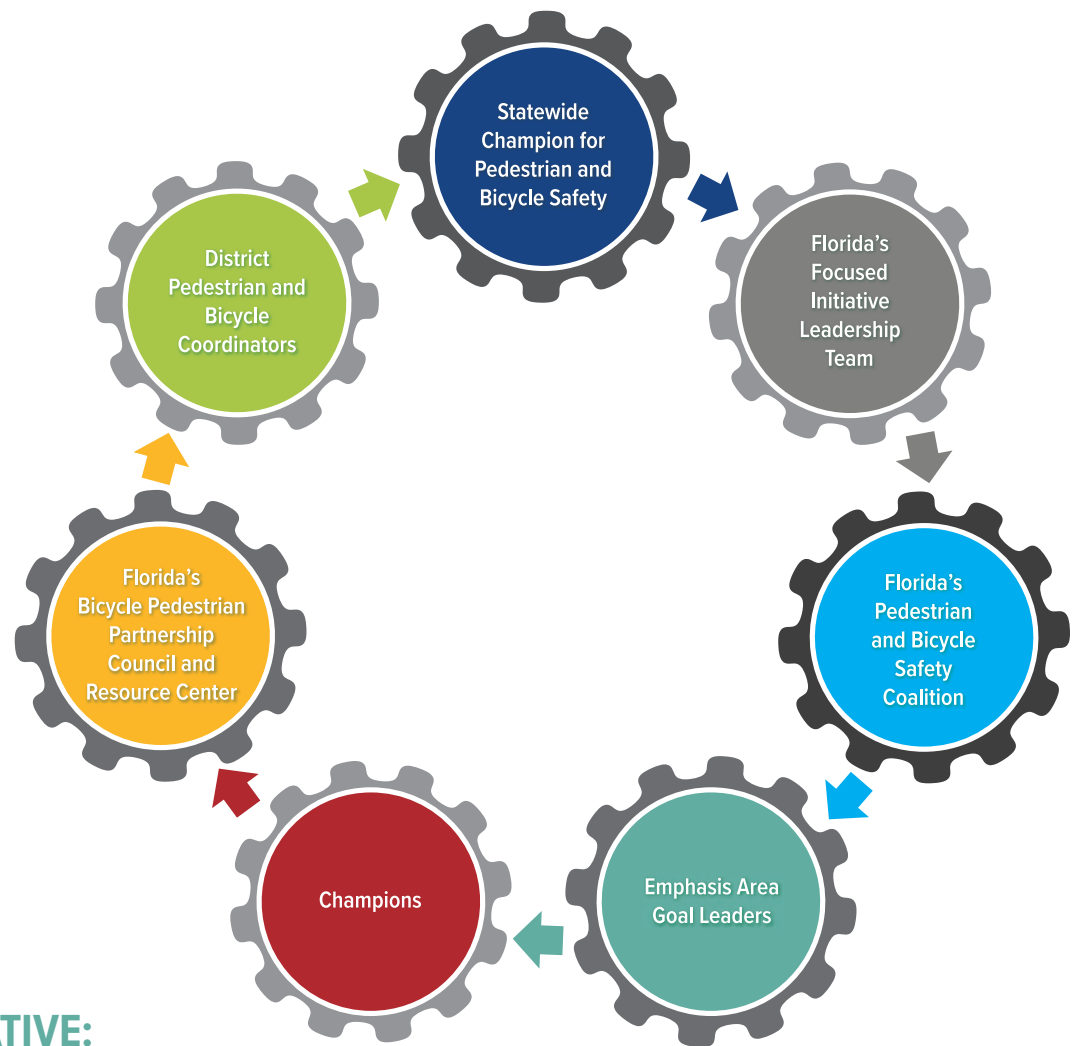 Statewide
Champion for
Pedestrian and
Bicycle Safety
Florida's
Focused
Initiative
Leadership
Team
Florida's
Pedestrian
and Bicycle
Safety
Coalition
Emphasis Area
Goal Leaders
Champions
Florida's
Bicycle Pedestrian
Partnership
Council and
Resource Center
District
Pedestrian and
Bicycle
Coordinators
ATIVE: